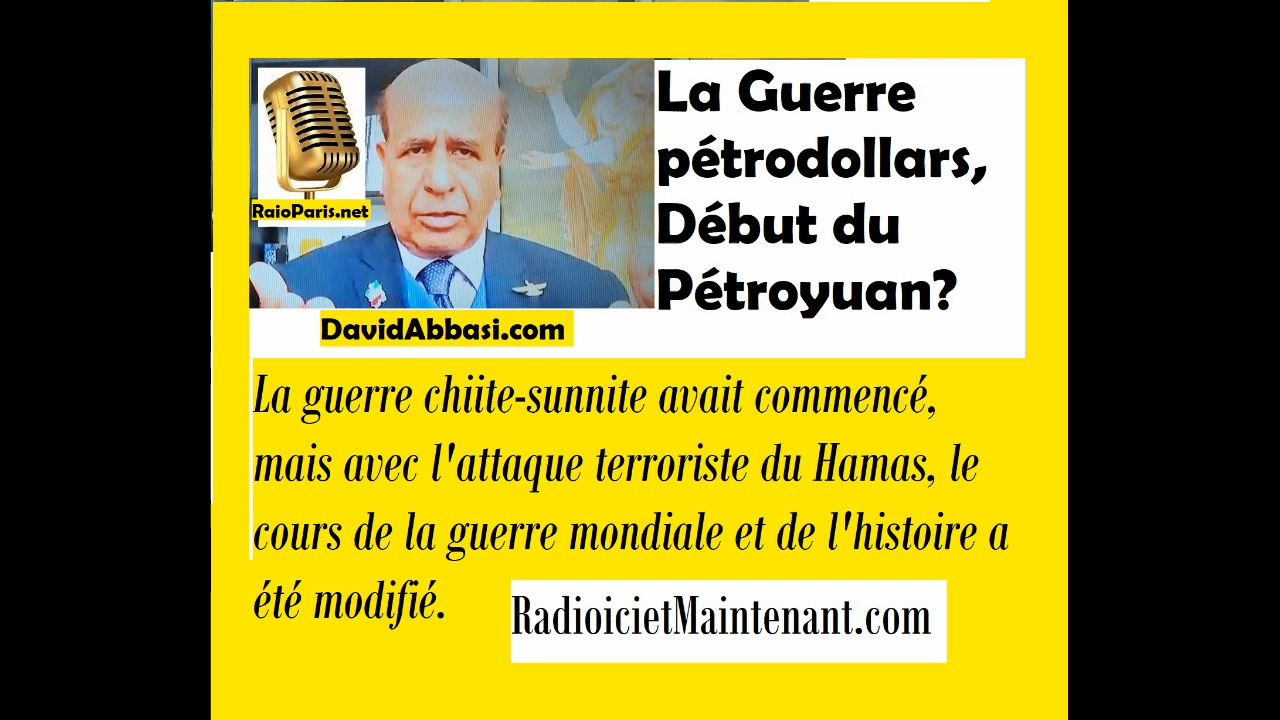 La Guerre
pétrodollars,
Début du
Pétroyuan?
RaioParis.net
DavidAbbasi.com
La guerre chiite-sunnite avait commencé,
mais avec l'attaque terroriste du Hamas, le
cours de la guerre mondiale et de l'histoire a
été modifié.
RadioicietMaintenant.com